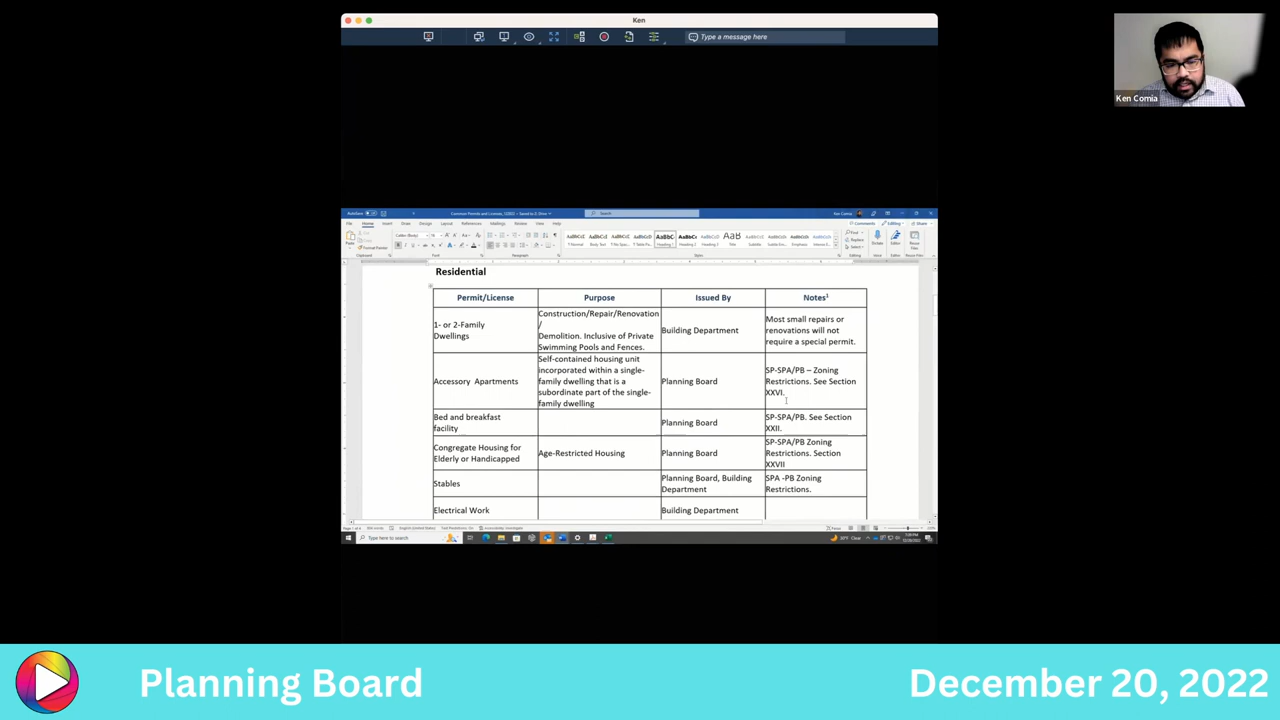 Ken
Type a message here
Ken Comia
Search
Residential
Permit/License
Purpose
Issued By
Notes1
1- or 2-Family
Dwellings
Construction/Repair/Renovation
/
Demolition. Inclusive of Private
Swimming Pools and Fences.
Building Department
Most small repairs or
renovations will not
require a special permit.
Accessory Apartments
Self-contained housing unit
incorporated within a single-
family dwelling that is a
subordinate part of the single-
family dwelling
Planning Board
SP-SPA/PB – Zoning
Restrictions. See Section
XXVI.
Bed and breakfast
facility
Planning Board
SP-SPA/PB. See Section
XXII.
Congregate Housing for
Elderly or Handicapped
Age-Restricted Housing
Planning Board
SP-SPA/PB Zoning
Restrictions. Section
XXVII
Stables
Planning Board, Building
Department
SPA -PB Zoning
Restrictions.
Electrical Work
Building Department
Type here to search
Planning Board
December 20, 2022